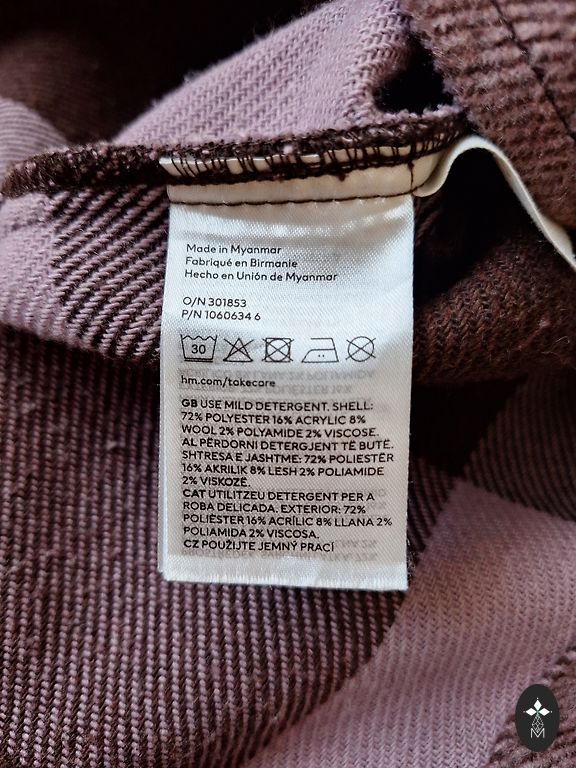 Made in Myanmar
Fabriqué en Birmanie
Hecho en Unión de Myanmar
O/N 301853
P/N 1060634 6
30
hm.com/takecare
GB USE MILD DETERGENT. SHELL:
72% POLYESTER 16% ACRYLIC 8%
WOOL 2% POLYAMIDE 2% VISCOSE.
AL PËRDORNI DETERGJENT TË BUTË.
SHTRESA E JASHTME: 72% POLIESTËR
16% AKRILIK 8% LESH 2% POLIAMIDE
2% VISKOZË.
CAT UTILITZEU DETERGENT PER A
ROBA DELICADA. EXTERIOR: 72%
POLIÈSTER 16% ACRÍLIC 8% LLANA 2%
POLIAMIDA 2% VISCOSA.
CZ POUŽIJTE JEMNÝ PRACÍ